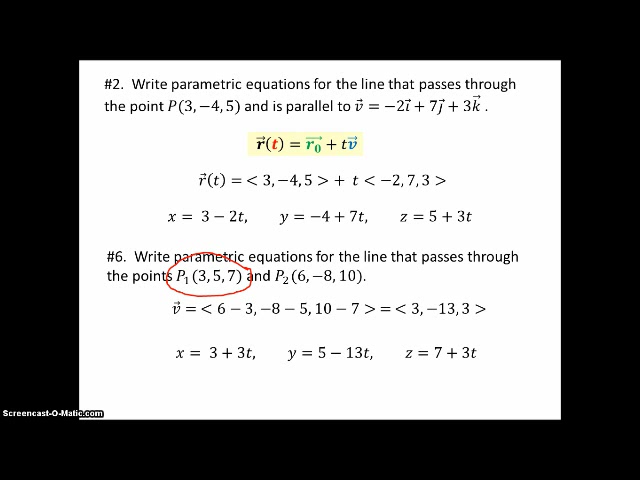 #2.  Write parametric equations for the line that passes through
the point P(3, −4, 5) and is parallel to v⃗ = −2i⃗ + 7j⃗ + 3k⃗ .
r⃗(t) = r₀⃗ + tv⃗
r⃗(t) = < 3, −4, 5 > + t < −2, 7, 3 >
x = 3 − 2t, y = −4 + 7t, z = 5 + 3t
#6.  Write parametric equations for the line that passes through
the points P₁(3, 5, 7) and P₂(6, −8, 10).
v⃗ = < 6 − 3, −8 − 5, 10 − 7 > = < 3, −13, 3 >
x = 3 + 3t, y = 5 − 13t, z = 7 + 3t
Screencast-O-Matic.com